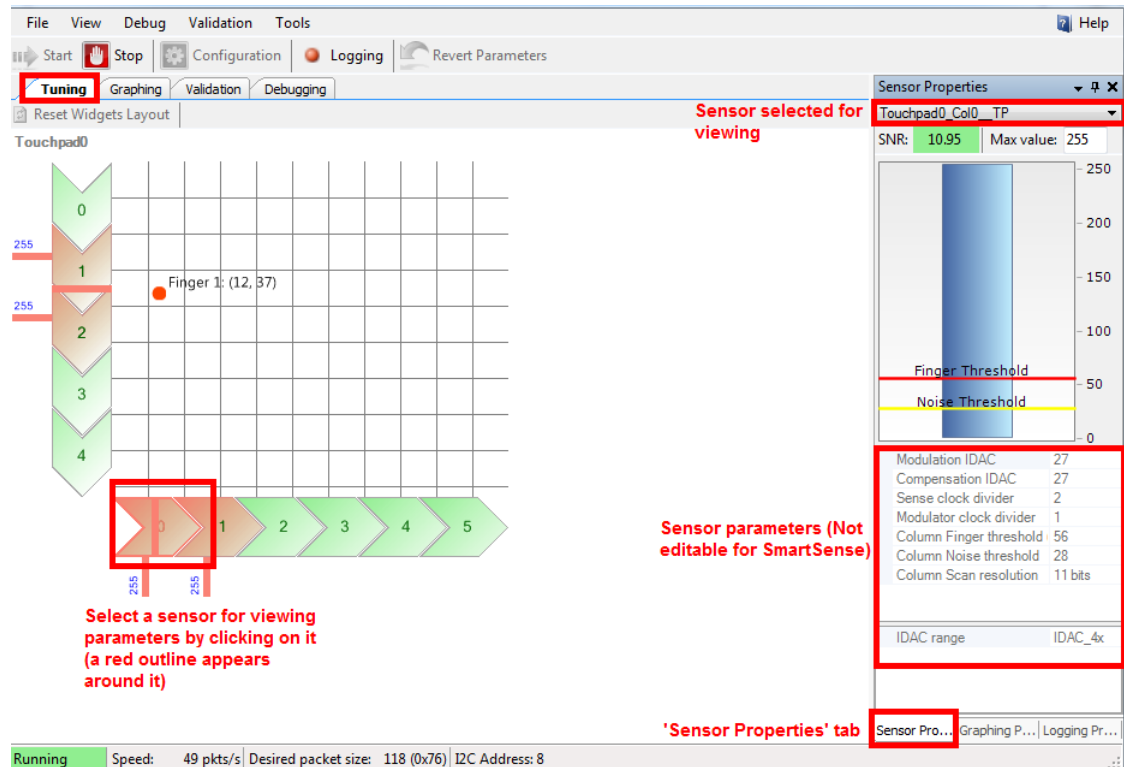 File View Debug Validation Tools Help
Start Stop Configuration Logging Revert Parameters
Tuning Graphing Validation Debugging
Reset Widgets Layout
Touchpad0
0
1
2
3
4
255
255
Finger 1: (12, 37)
0 1 2 3 4 5
255 255
Select a sensor for viewing
parameters by clicking on it
(a red outline appears
around it)
Sensor selected for
viewing
Sensor Properties
Touchpad0_Col0__TP
SNR: 10.95 Max value: 255
250
200
150
100
50
0
Finger Threshold
Noise Threshold
Sensor parameters (Not
editable for SmartSense)
Modulation IDAC 27
Compensation IDAC 27
Sense clock divider 2
Modulator clock divider 1
Column Finger threshold 56
Column Noise threshold 28
Column Scan resolution 11 bits
IDAC range IDAC_4x
'Sensor Properties' tab
Sensor Pro... Graphing P... Logging Pr...
Running Speed: 49 pkts/s Desired packet size: 118 (0x76) I2C Address: 8